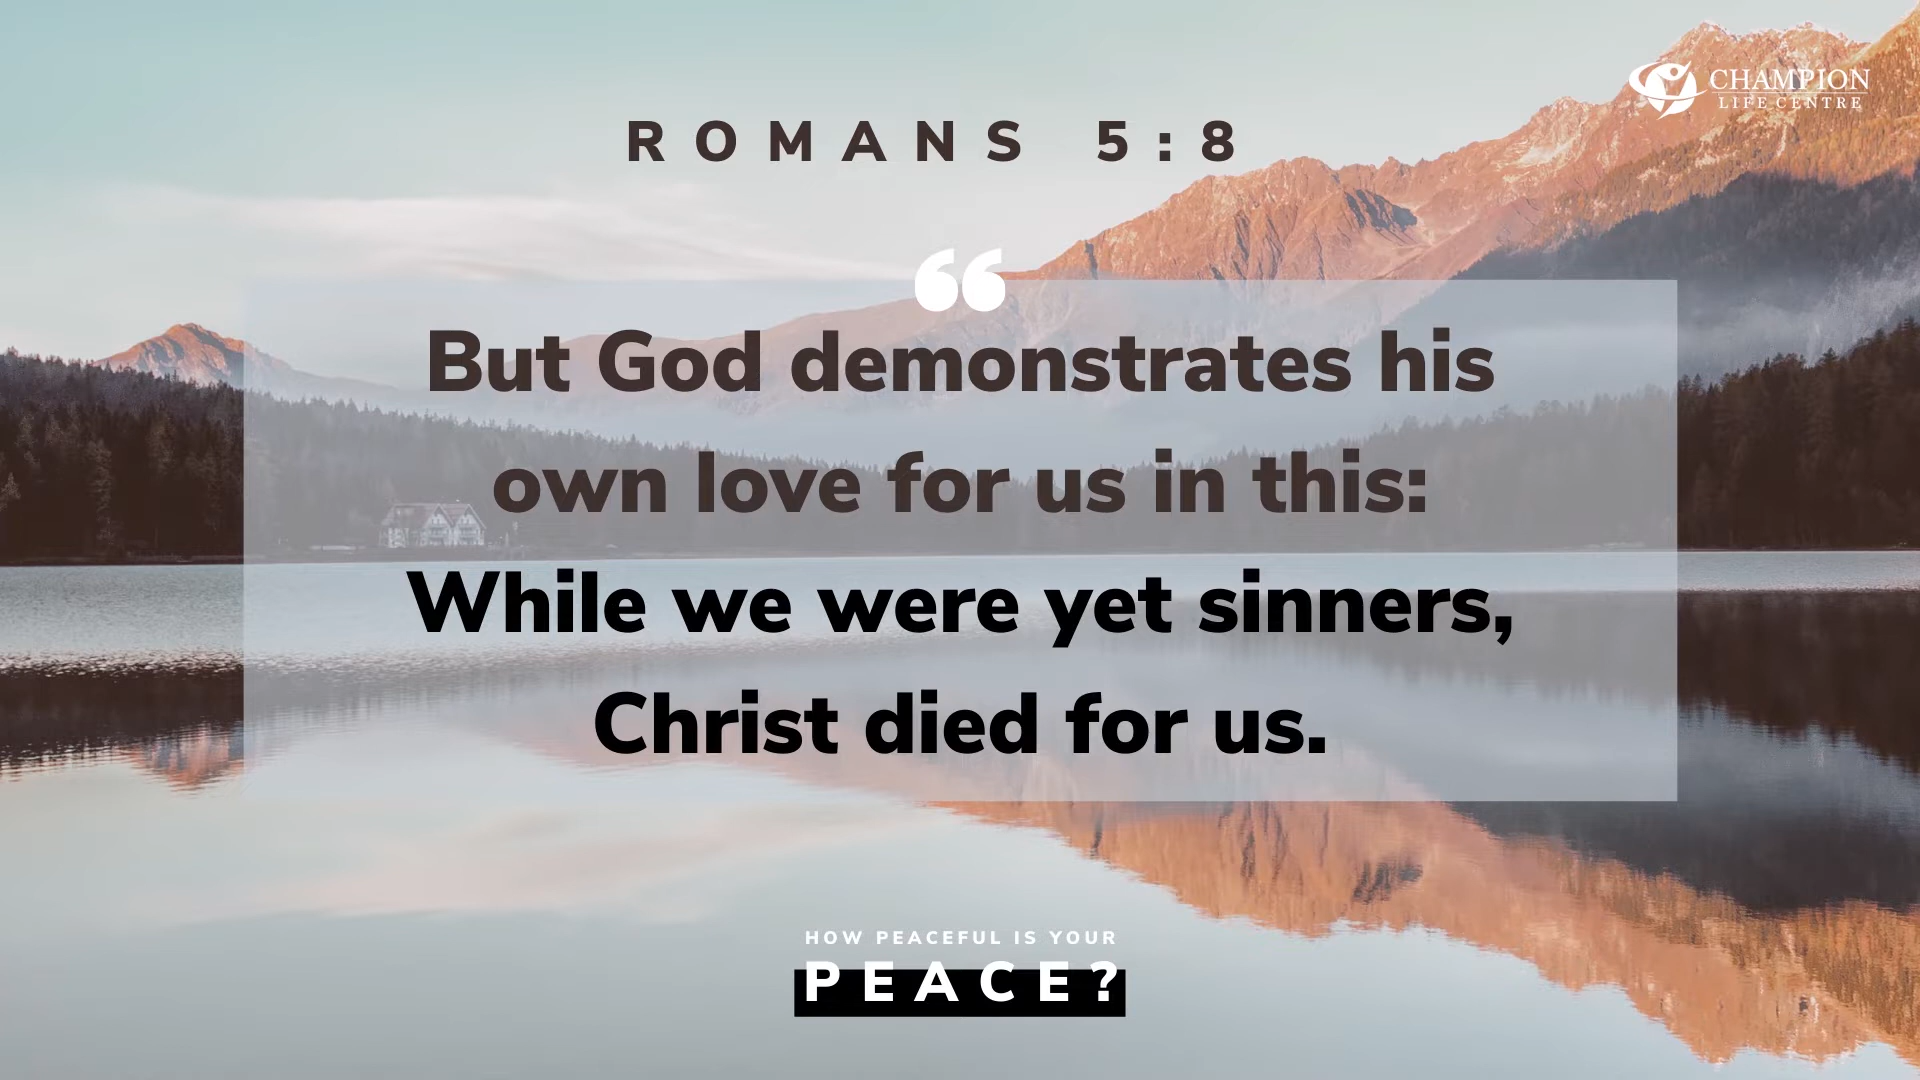 CHAMPION
LIFE CENTRE
ROMANS 5:8
“
But God demonstrates his
own love for us in this:
While we were yet sinners,
Christ died for us.
HOW PEACEFUL IS YOUR
PEACE?